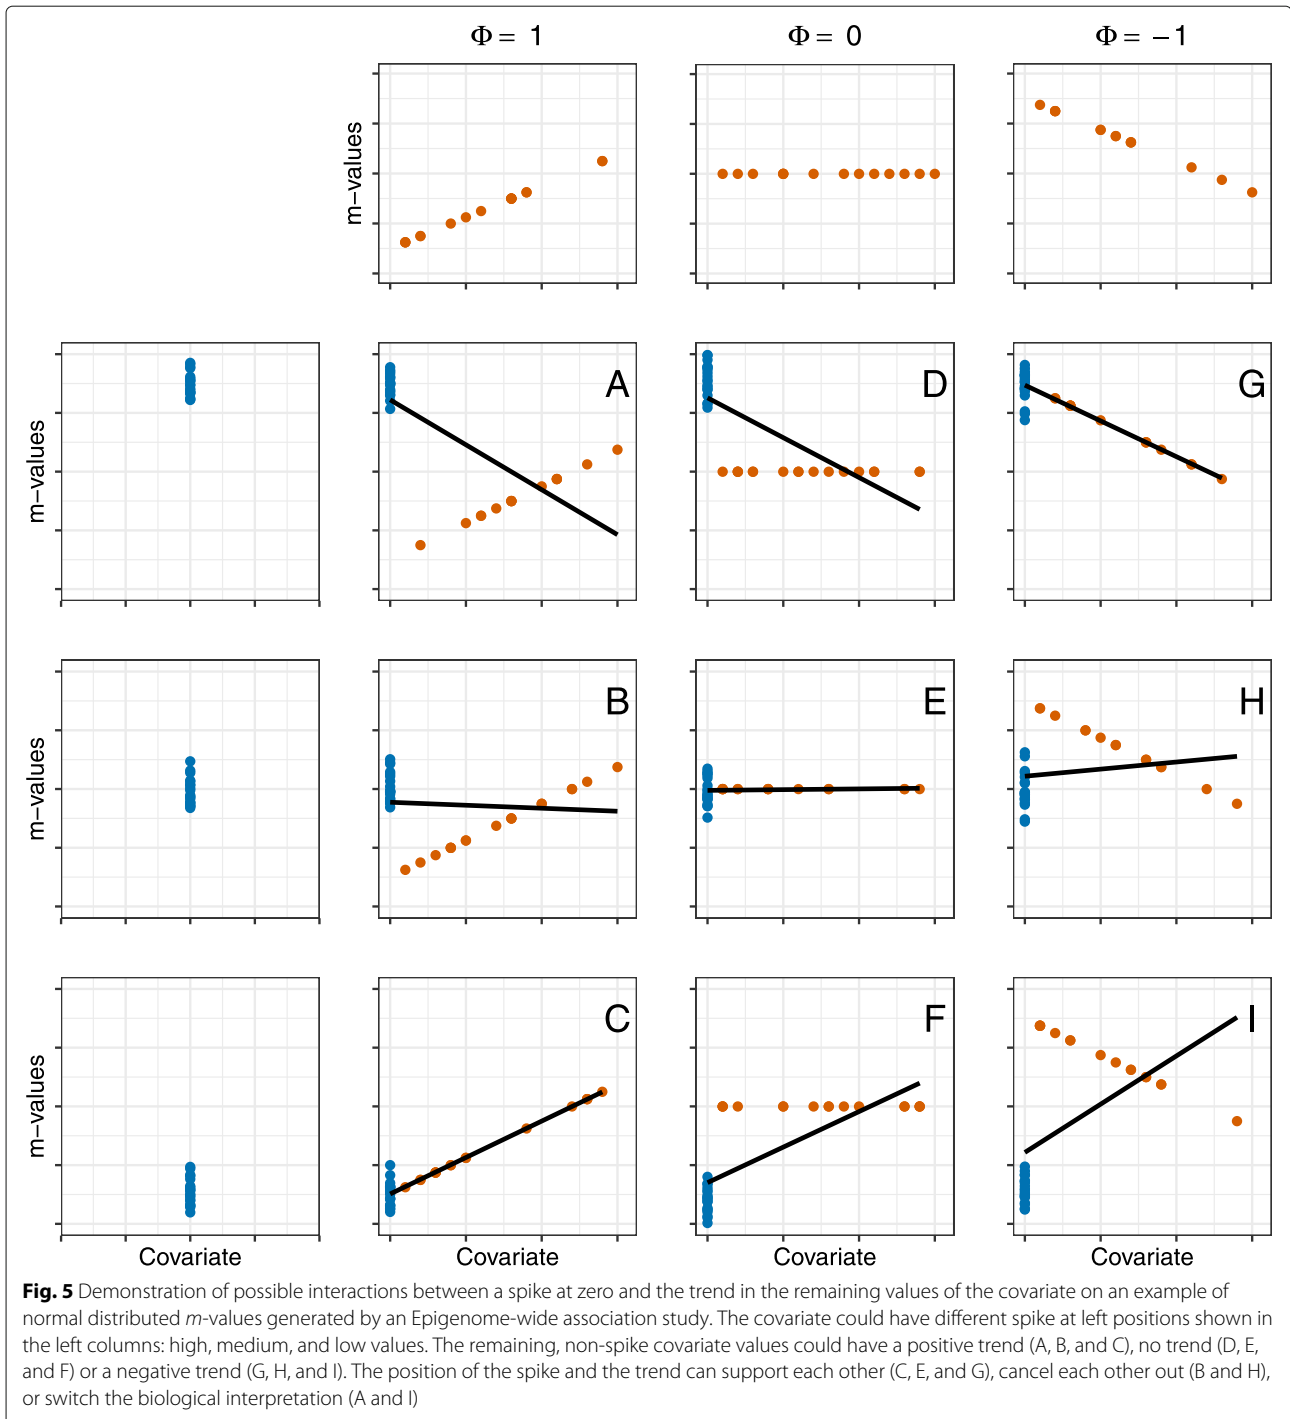 Φ = 1
Φ = 0
Φ = −1
m−values
m−values
A
D
G
m−values
B
E
H
m−values
C
F
I
Covariate
Covariate
Covariate
Covariate
Fig. 5 Demonstration of possible interactions between a spike at zero and the trend in the remaining values of the covariate on an example of
normal distributed m-values generated by an Epigenome-wide association study. The covariate could have different spike at left positions shown in
the left columns: high, medium, and low values. The remaining, non-spike covariate values could have a positive trend (A, B, and C), no trend (D, E,
and F) or a negative trend (G, H, and I). The position of the spike and the trend can support each other (C, E, and G), cancel each other out (B and H),
or switch the biological interpretation (A and I)